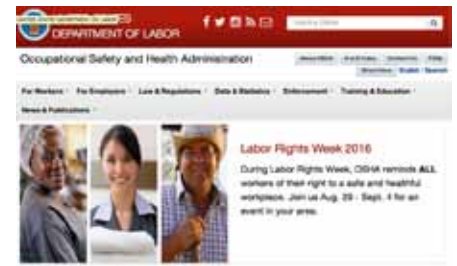 DEPARTMENT OF LABOR
Occupational Safety and Health Administration
English
Spanish
For Workers
For Employers
Law & Regulations
Data & Statistics
Enforcement
Training & Education
News & Publications
Labor Rights Week 2016
During Labor Rights Week, OSHA reminds ALL
workers of their right to a safe and healthful
workplace. Join us Aug. 29 - Sept. 4 for an
event in your area.